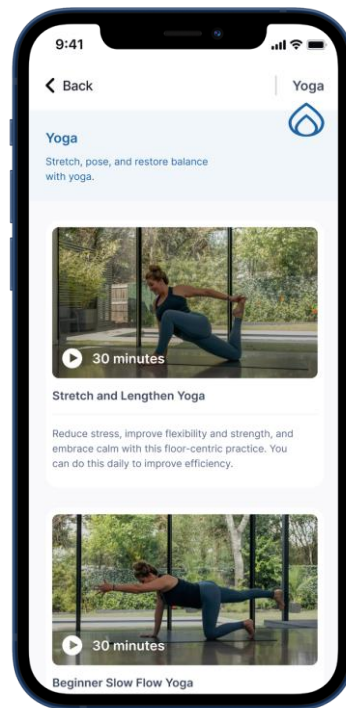 9:41
Back
Yoga
Yoga
Stretch, pose, and restore balance
with yoga.
30 minutes
Stretch and Lengthen Yoga
Reduce stress, improve flexibility and strength, and
embrace calm with this floor-centric practice. You
can do this daily to improve efficiency.
30 minutes
Beginner Slow Flow Yoga